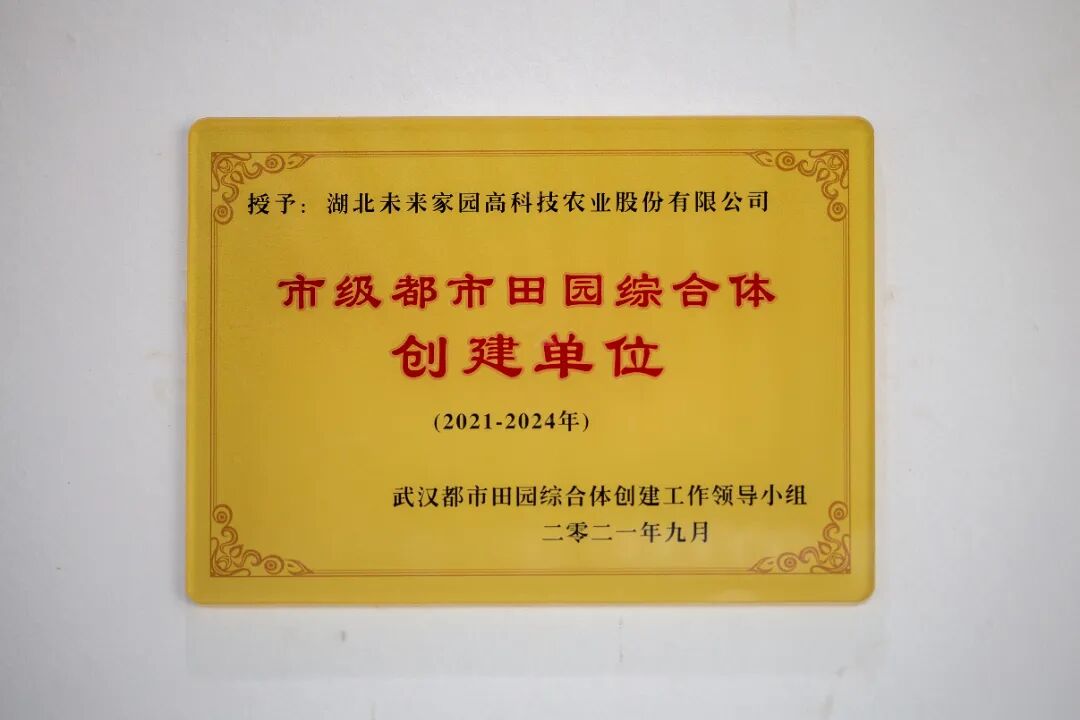 授予：湖北未来家园高科技农业股份有限公司
市级都市田园综合体
创建单位
(2021-2024年)
武汉都市田园综合体创建工作领导小组
二零二一年九月